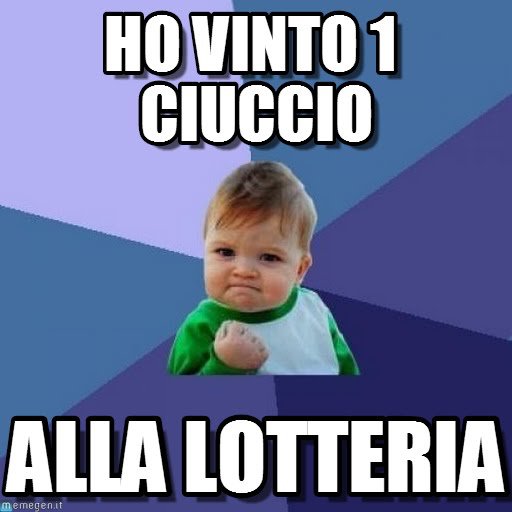 HO VINTO 1
CIUCCIO
ALLA LOTTERIA
memegen.it